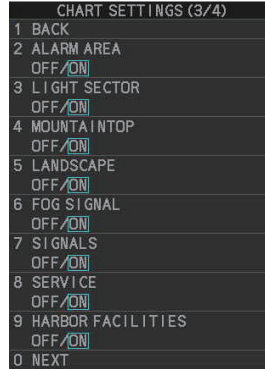 CHART SETTINGS (3/4)
1 BACK
2 ALARM AREA
OFF/ON
3 LIGHT SECTOR
OFF/ON
4 MOUNTAINTOP
OFF/ON
5 LANDSCAPE
OFF/ON
6 FOG SIGNAL
OFF/ON
7 SIGNALS
OFF/ON
8 SERVICE
OFF/ON
9 HARBOR FACILITIES
OFF/ON
0 NEXT